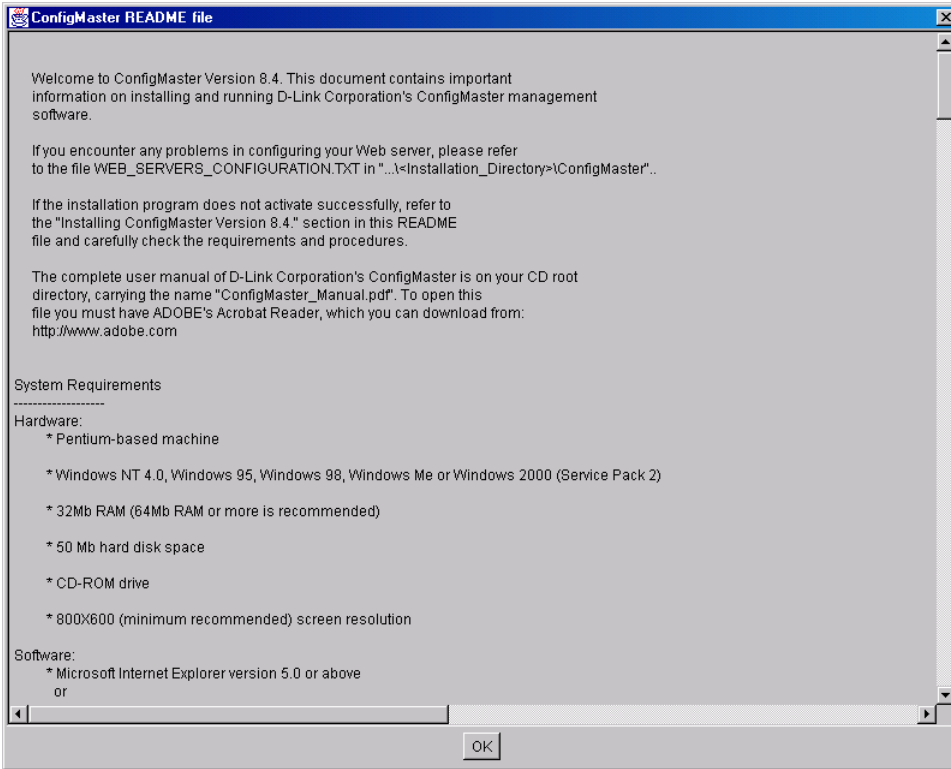 ConfigMaster README file
Welcome to ConfigMaster Version 8.4. This document contains important
information on installing and running D-Link Corporation's ConfigMaster management
software.
If you encounter any problems in configuring your Web server, please refer
to the file WEB_SERVERS_CONFIGURATION.TXT in "...\<Installation_Directory>\ConfigMaster"..
If the installation program does not activate successfully, refer to
the "Installing ConfigMaster Version 8.4." section in this README
file and carefully check the requirements and procedures.
The complete user manual of D-Link Corporation's ConfigMaster is on your CD root
directory, carrying the name "ConfigMaster_Manual.pdf". To open this
file you must have ADOBE's Acrobat Reader, which you can download from:
http://www.adobe.com
System Requirements
-------------------
Hardware:
* Pentium-based machine
* Windows NT 4.0, Windows 95, Windows 98, Windows Me or Windows 2000 (Service Pack 2)
* 32Mb RAM (64Mb RAM or more is recommended)
* 50 Mb hard disk space
* CD-ROM drive
* 800X600 (minimum recommended) screen resolution
Software:
* Microsoft Internet Explorer version 5.0 or above
or
OK